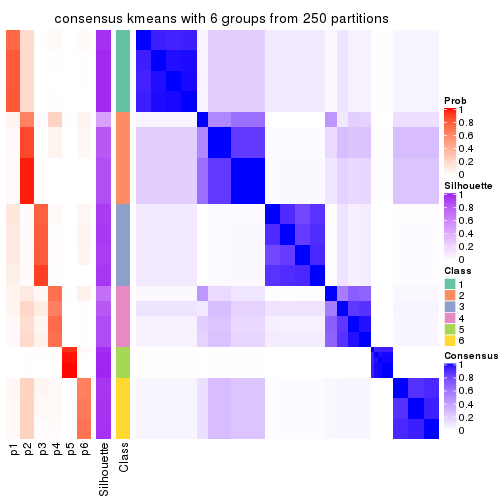 consensus kmeans with 6 groups from 250 partitions
Prob
1
0.8
0.6
0.4
0.2
0
Silhouette
1
0.8
0.6
0.4
0.2
0
Class
1
2
3
4
5
6
Consensus
1
0.8
0.6
0.4
0.2
0
p1
p2
p3
p4
p5
p6
Silhouette
Class